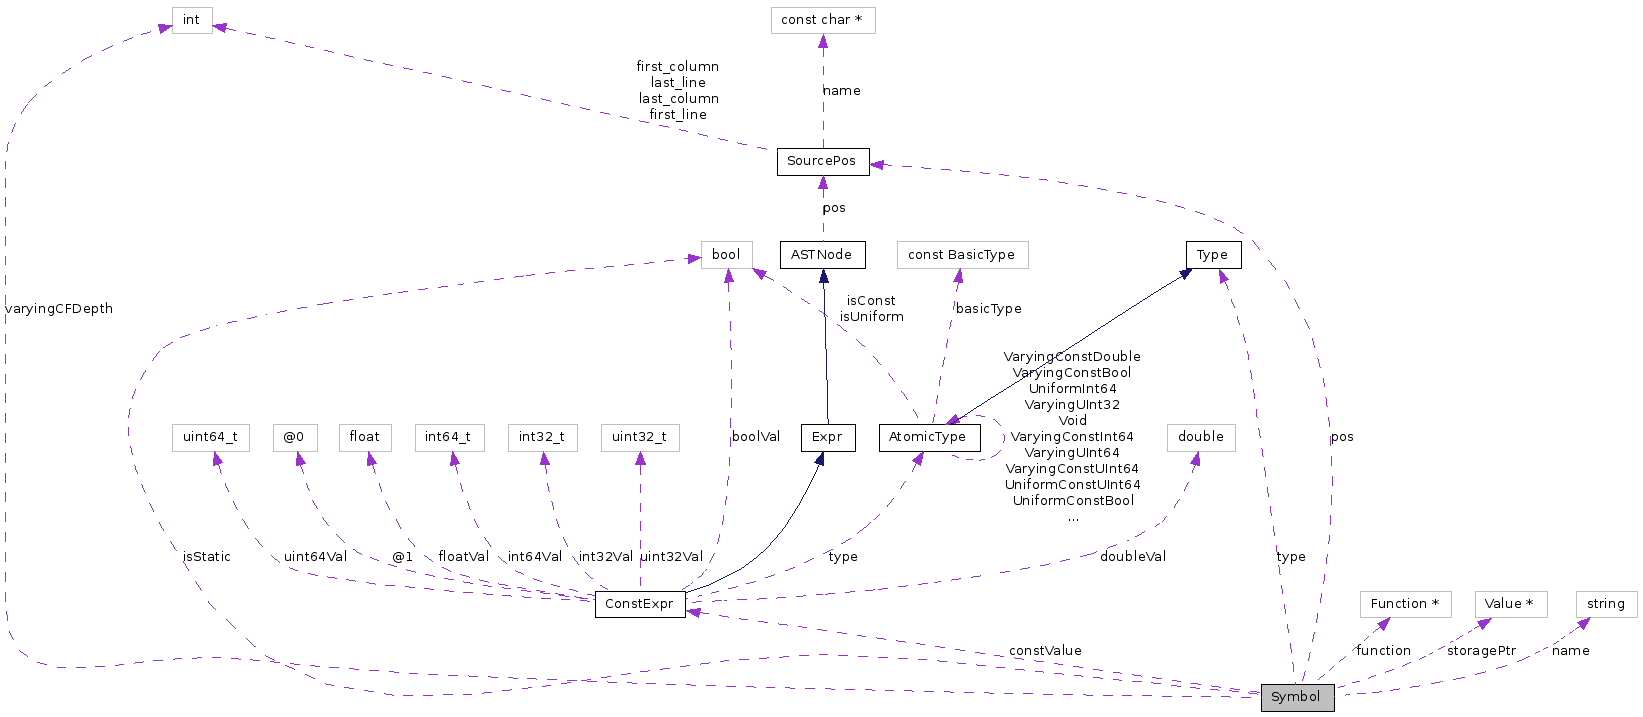 int
const char *
first_column
last_line
last_column
first_line
name
SourcePos
pos
bool
ASTNode
const BasicType
Type
varyingCFDepth
isConst
isUniform
basicType
VaryingConstDouble
VaryingConstBool
UniformInt64
VaryingUInt32
Void
VaryingConstInt64
VaryingUInt64
VaryingConstUInt64
UniformConstUInt64
UniformConstBool
...
uint64_t
@0
float
int64_t
int32_t
uint32_t
boolVal
Expr
AtomicType
double
pos
isStatic
uint64Val
@1
floatVal
int64Val
int32Val
uint32Val
type
doubleVal
type
ConstExpr
Function *
Value *
string
constValue
function
storagePtr
name
Symbol